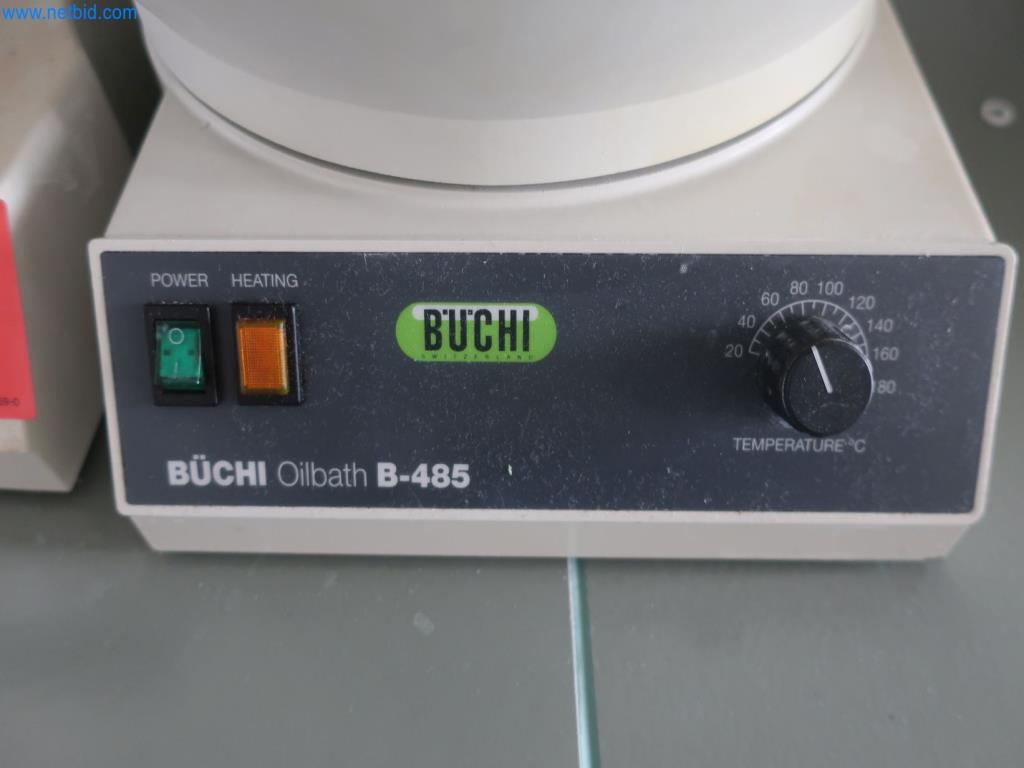 www.netbid.com
POWER HEATING
BÜCHI
SWITZERLAND
20 40 60 80 100 120 140 160 180
TEMPERATURE °C
BÜCHI Oilbath B-485